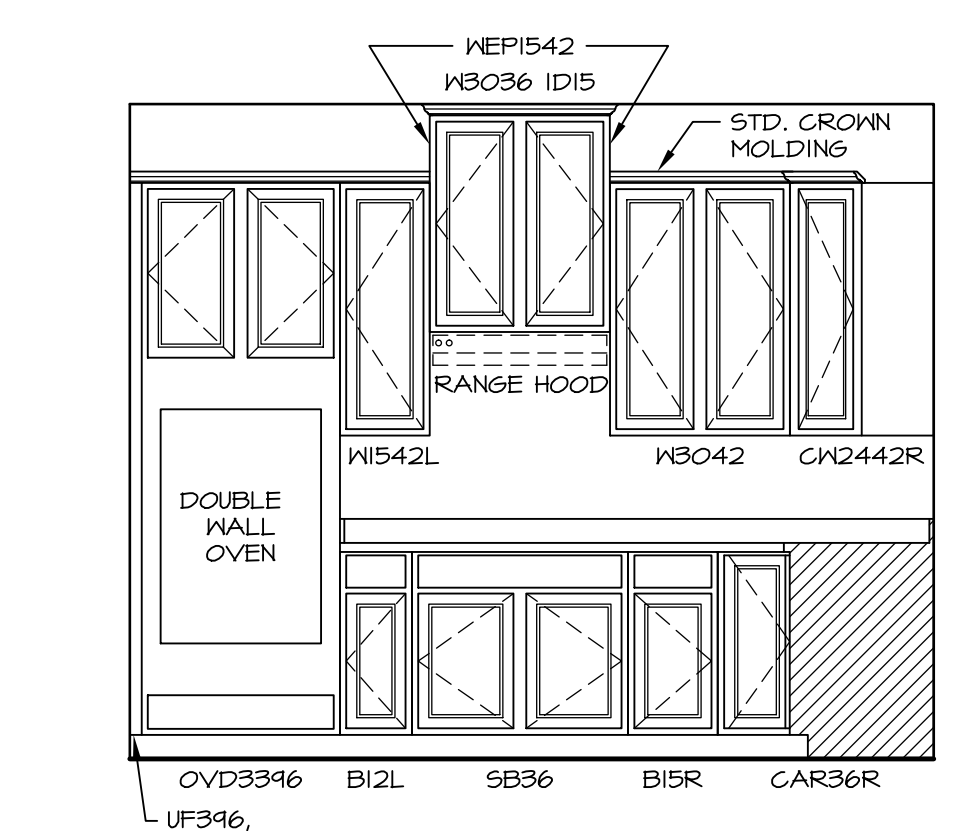 WEP1542
W3036 1D15
STD. CROWN
MOLDING
RANGE HOOD
W1542L
W3042
CW2442R
DOUBLE
WALL
OVEN
OVD3396
B12L
SB36
B15R
CAR36R
UF396,